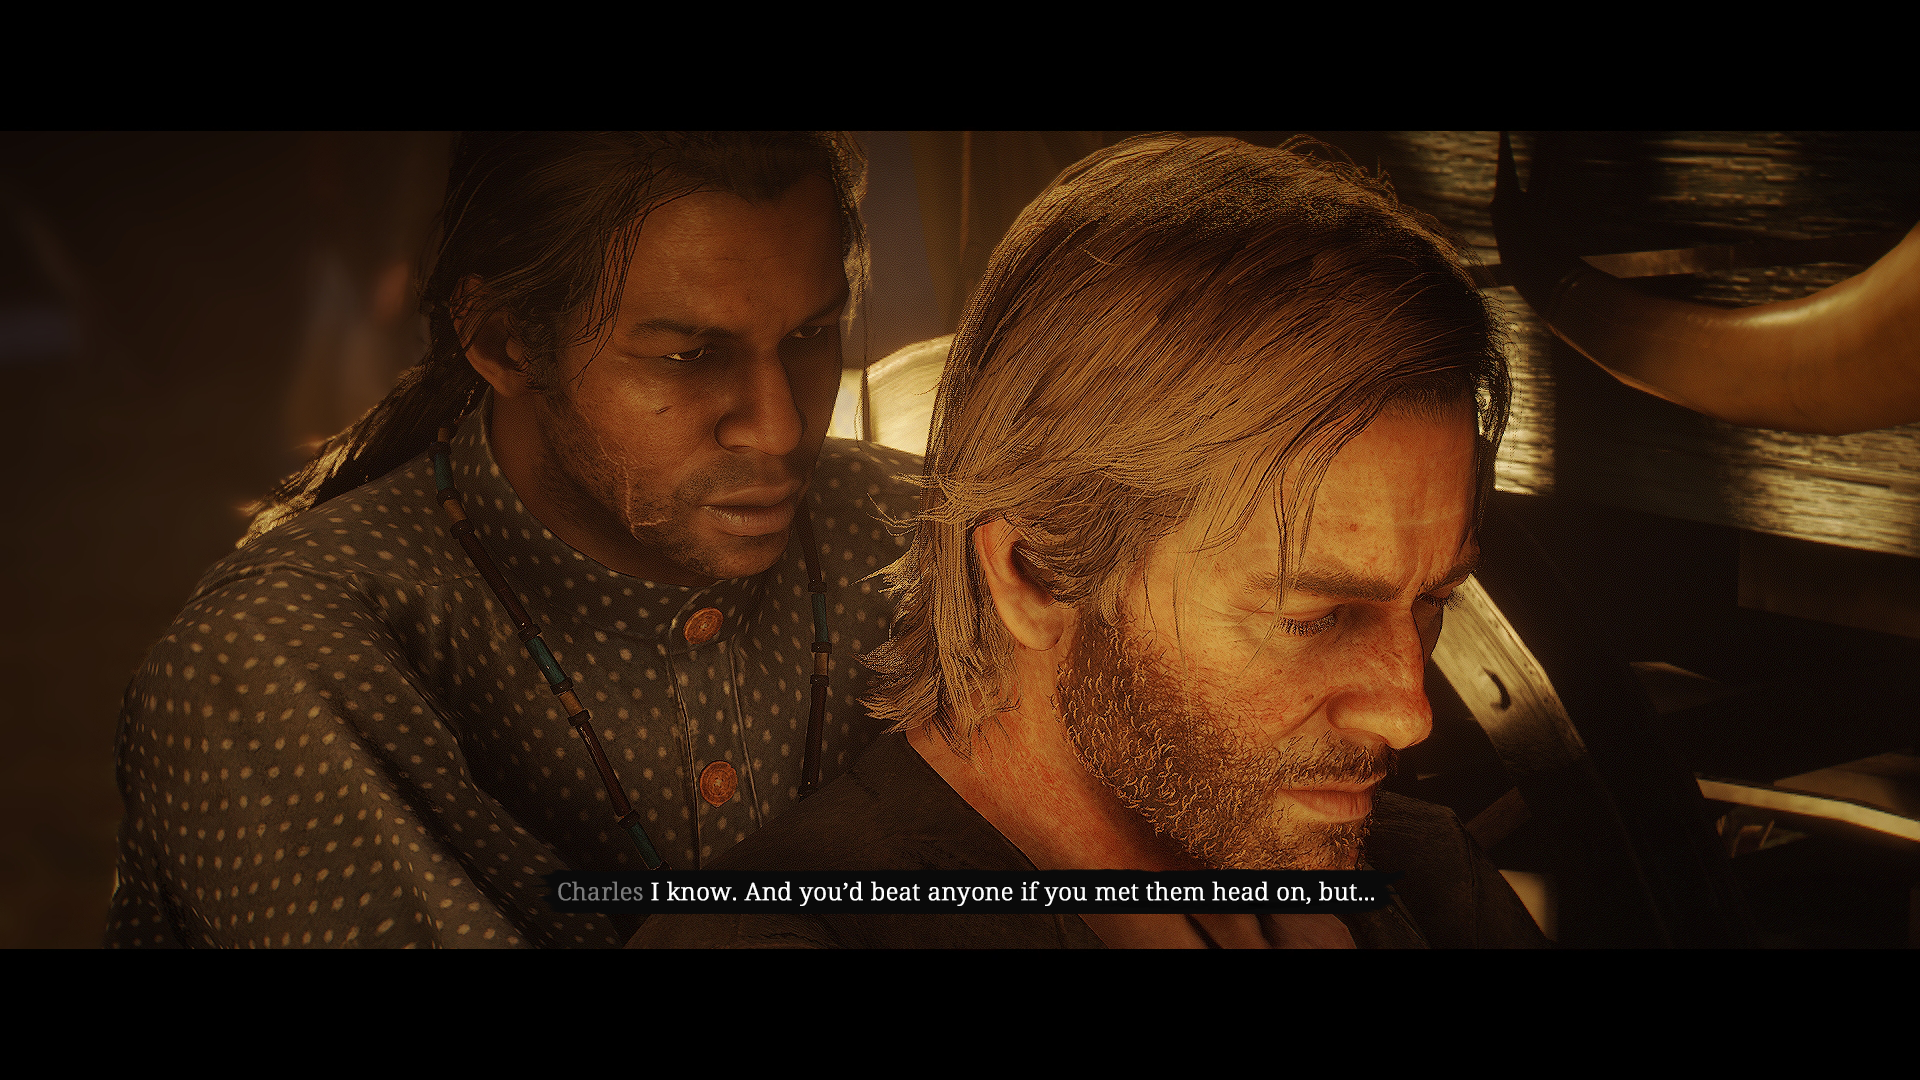 Charles I know. And you’d beat anyone if you met them head on, but...